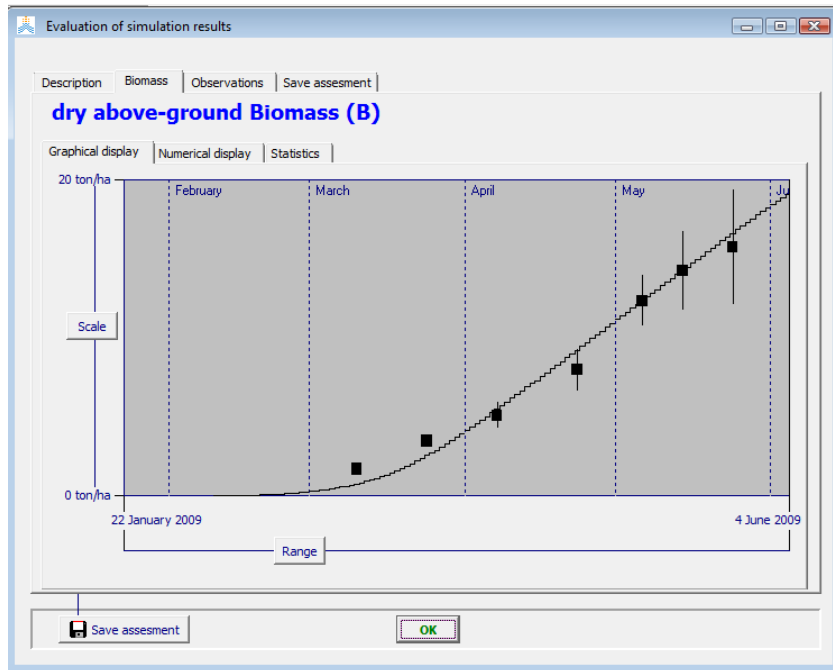 Evaluation of simulation results
Description Biomass Observations Save assesment
dry above-ground Biomass (B)
Graphical display Numerical display Statistics
20 ton/ha
February March April May Ju
Scale
0 ton/ha
22 January 2009 4 June 2009
Range
Save assesment OK